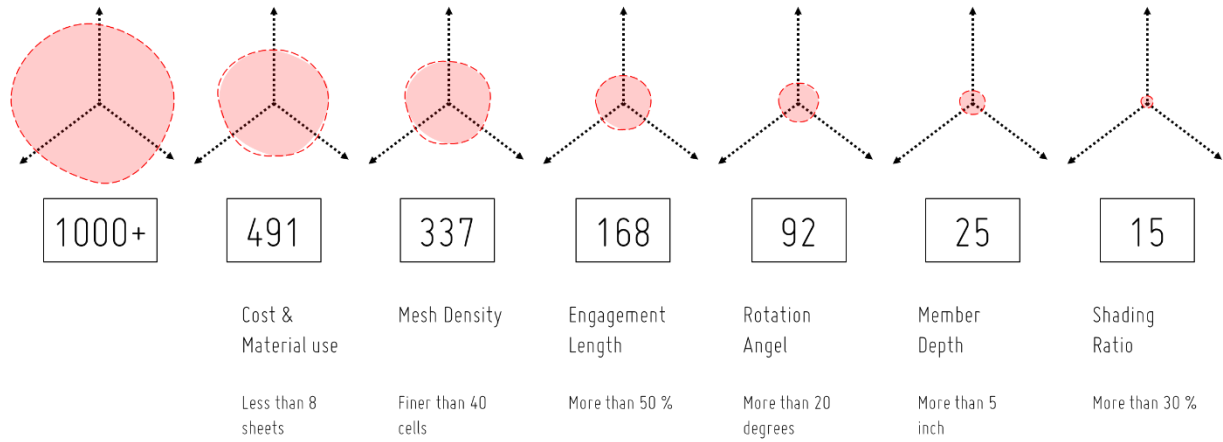 1000+
491
337
168
92
25
15
Cost &
Material use
Mesh Density
Engagement
Length
Rotation
Angel
Member
Depth
Shading
Ratio
Less than 8
sheets
Finer than 40
cells
More than 50 %
More than 20
degrees
More than 5
inch
More than 30 %